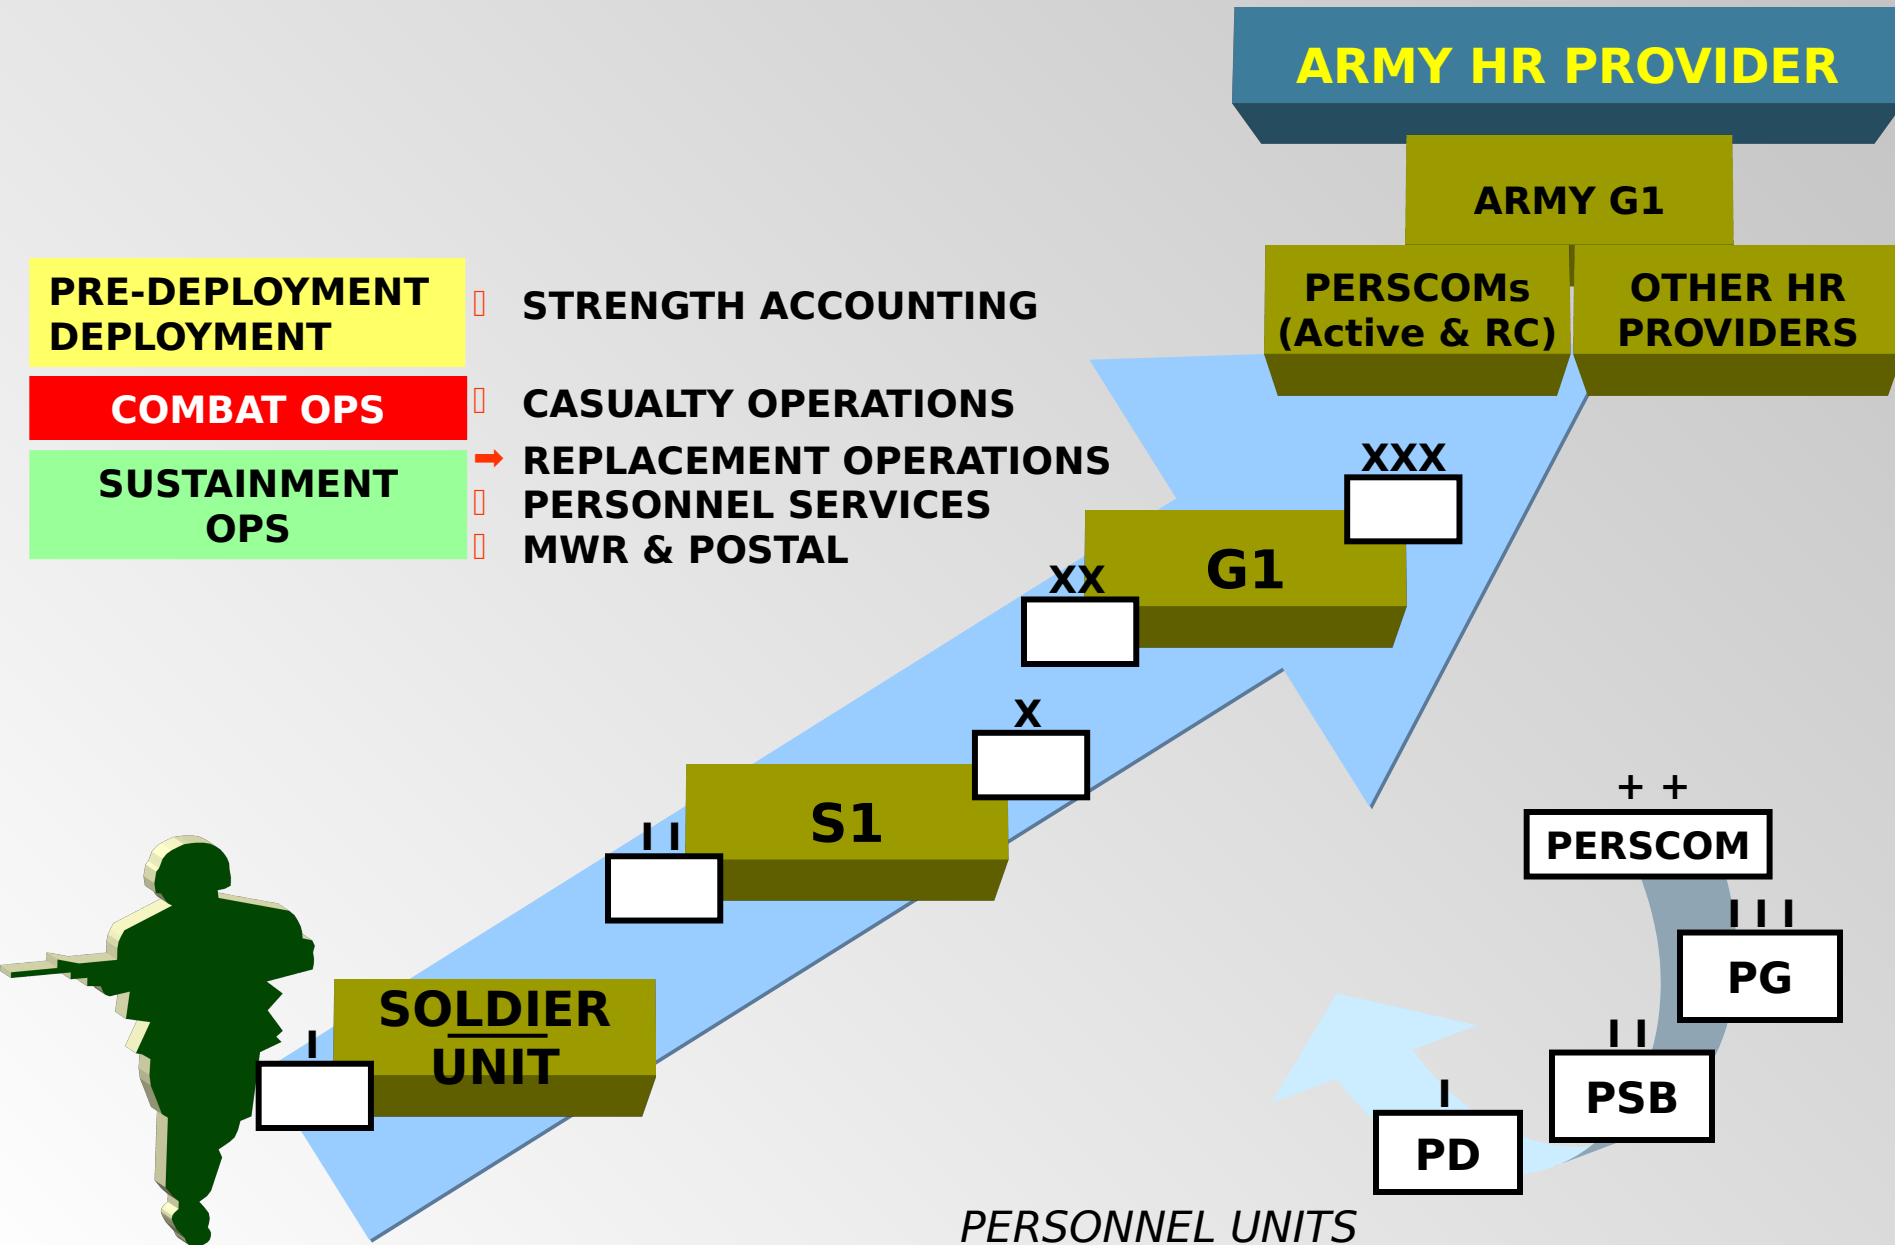 ARMY HR PROVIDER
ARMY G1
PERSCOMs
(Active & RC)
OTHER HR
PROVIDERS
PRE-DEPLOYMENT
DEPLOYMENT
STRENGTH ACCOUNTING
COMBAT OPS
CASUALTY OPERATIONS
SUSTAINMENT
OPS
➡ REPLACEMENT OPERATIONS
PERSONNEL SERVICES
MWR & POSTAL
XXX
G1
XX
X
S1
I I
SOLDIER
UNIT
I
+ +
PERSCOM
I I I
PG
I I
PSB
I
PD
PERSONNEL UNITS